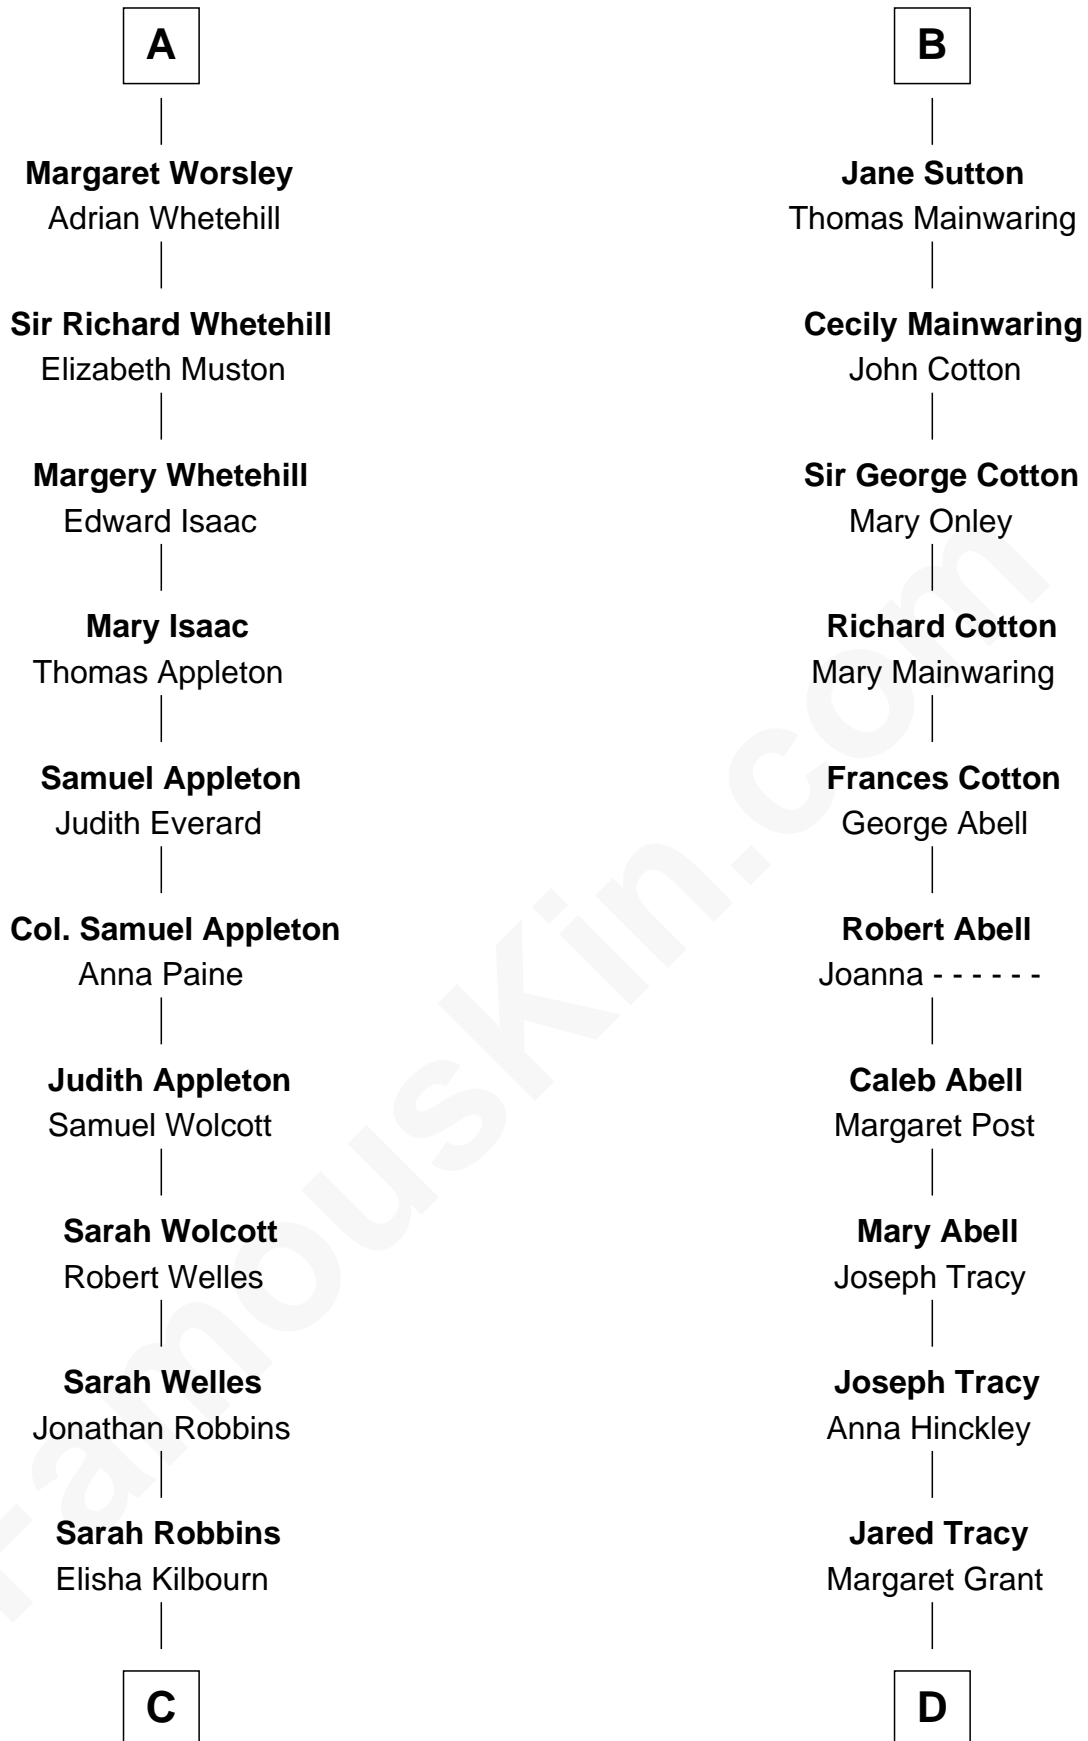 A
Margaret Worsley
Adrian Whetehill
Sir Richard Whetehill
Elizabeth Muston
Margery Whetehill
Edward Isaac
Mary Isaac
Thomas Appleton
Samuel Appleton
Judith Everard
Col. Samuel Appleton
Anna Paine
Judith Appleton
Samuel Wolcott
Sarah Wolcott
Robert Welles
Sarah Welles
Jonathan Robbins
Sarah Robbins
Elisha Kilbourn
C
B
Jane Sutton
Thomas Mainwaring
Cecily Mainwaring
John Cotton
Sir George Cotton
Mary Onley
Richard Cotton
Mary Mainwaring
Frances Cotton
George Abell
Robert Abell
Joanna - - - - - -
Caleb Abell
Margaret Post
Mary Abell
Joseph Tracy
Joseph Tracy
Anna Hinckley
Jared Tracy
Margaret Grant
D
FamousKin.com